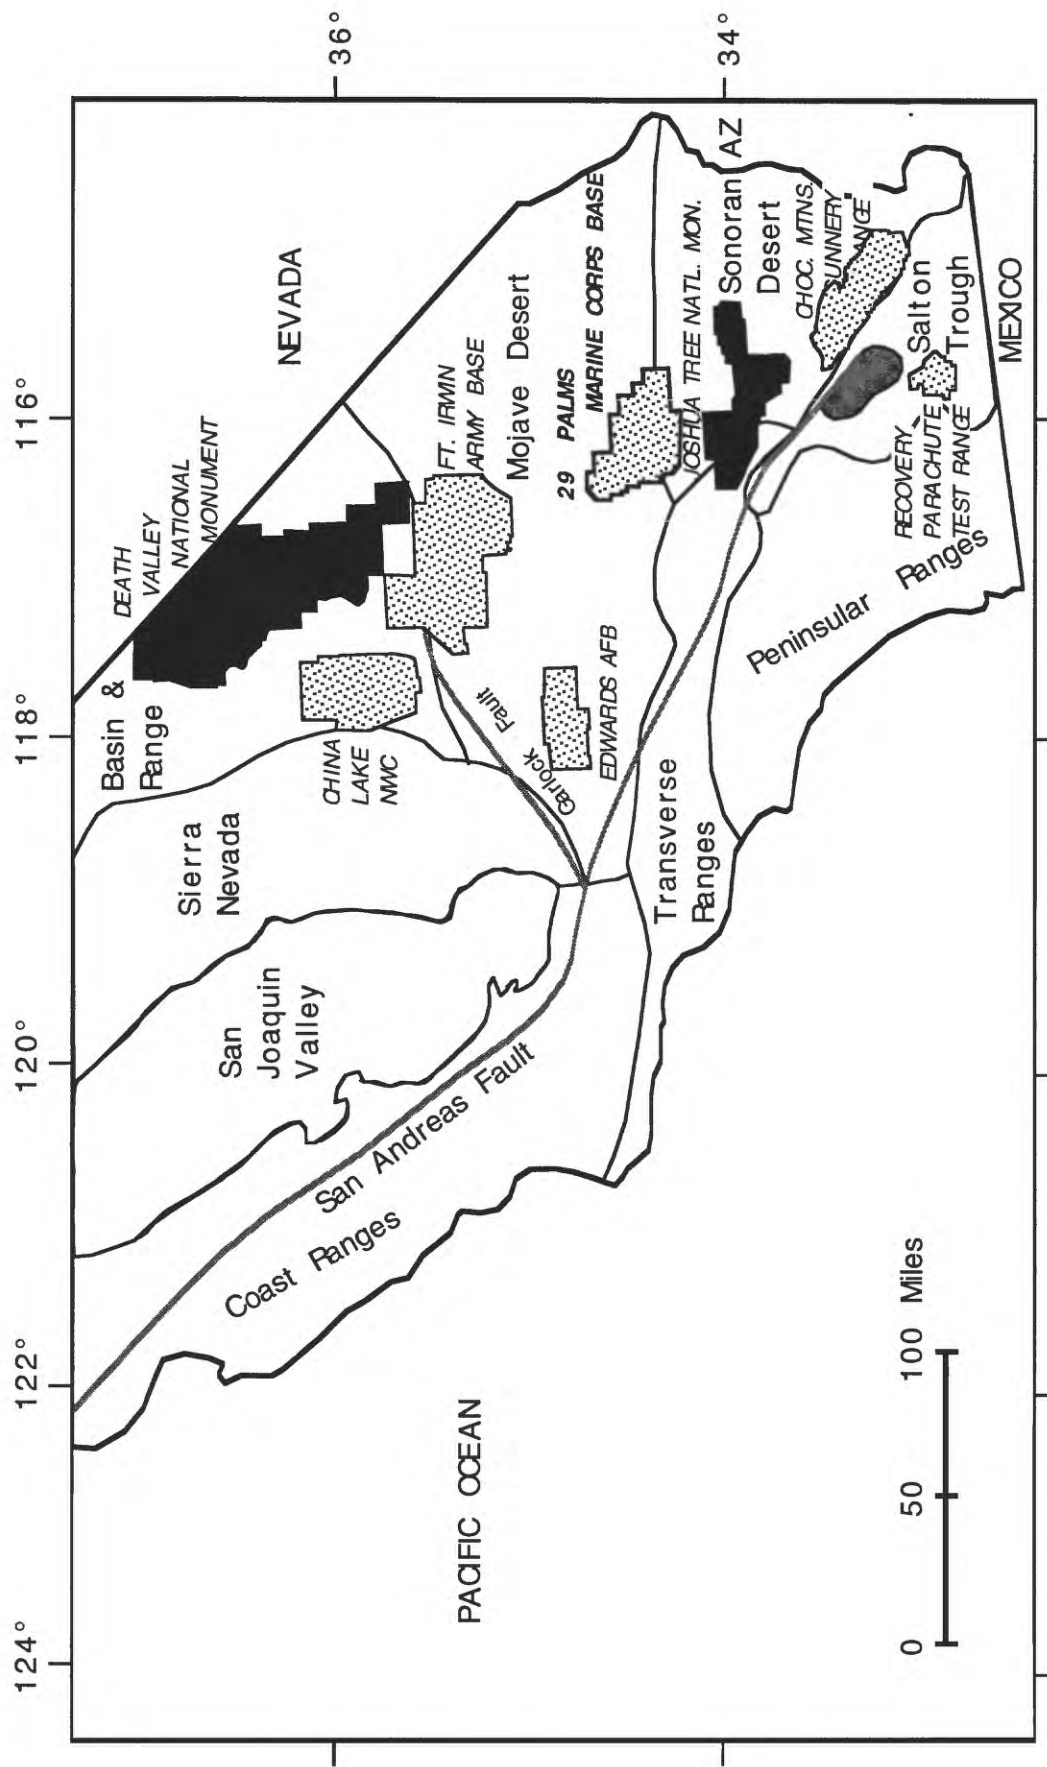 124°
122°
120°
118°
116°
36°
34°
NEVADA
DEATH
VALLEY
NATIONAL
MONUMENT
Basin &
Range
Sierra
Nevada
San
Joaquin
Valley
CHINA
LAKE
NWC
FT. IRWIN
ARMY BASE
Mojave Desert
Garlock Fault
EDWARDS AFB
29 PALMS
MARINE CORPS BASE
San Andreas Fault
Coast Ranges
Transverse
Ranges
JOSHUA TREE NATL. MON.
Sonoran
Desert
AZ
CHOC. MTNS.
Salton
Trough
RECOVERY
PARACHUTE
TEST RANGE
Peninsular Ranges
MEXICO
PACIFIC OCEAN
0 50 100 Miles